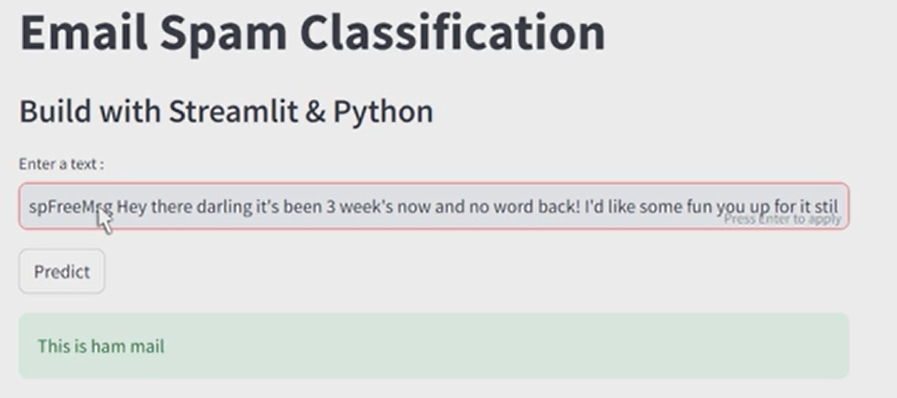 Email Spam Classification
Build with Streamlit & Python
Enter a text :
spFreeMsg Hey there darling it's been 3 week's now and no word back! I'd like some fun you up for it stil
Press Enter to apply
Predict
This is ham mail